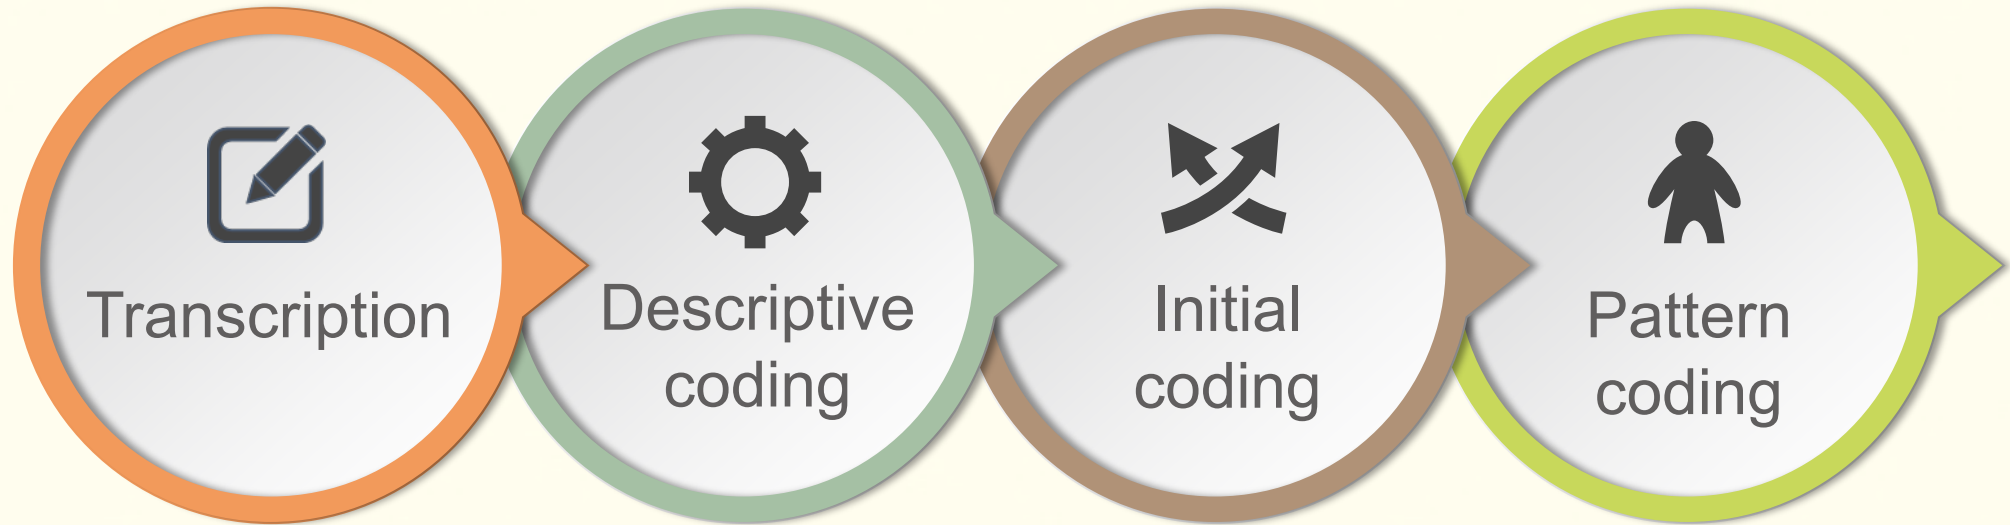 Transcription
Descriptive
coding
Initial
coding
Pattern
coding